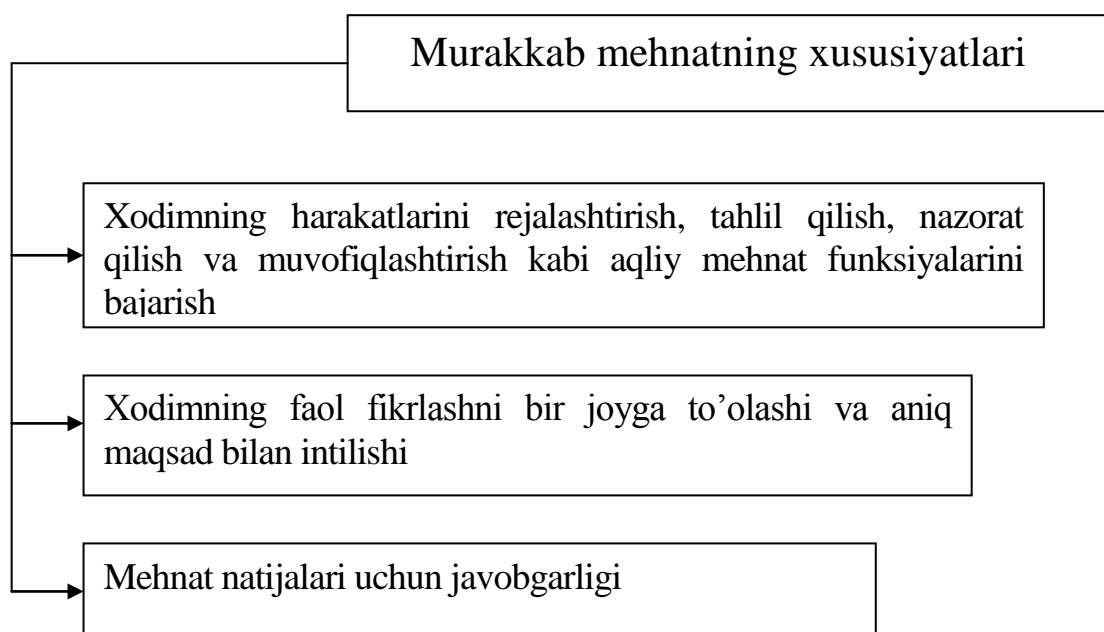 Murakkab mehnatning xususiyatlari
Xodimning harakatlarini rejalashtirish, tahlil qilish, nazorat
qilish va muvofiqlashtirish kabi aqliy mehnat funksiyalarini
bajarish
Xodimning faol fikrlashni bir joyga to’olashi va aniq
maqsad bilan intilishi
Mehnat natijalari uchun javobgarligi